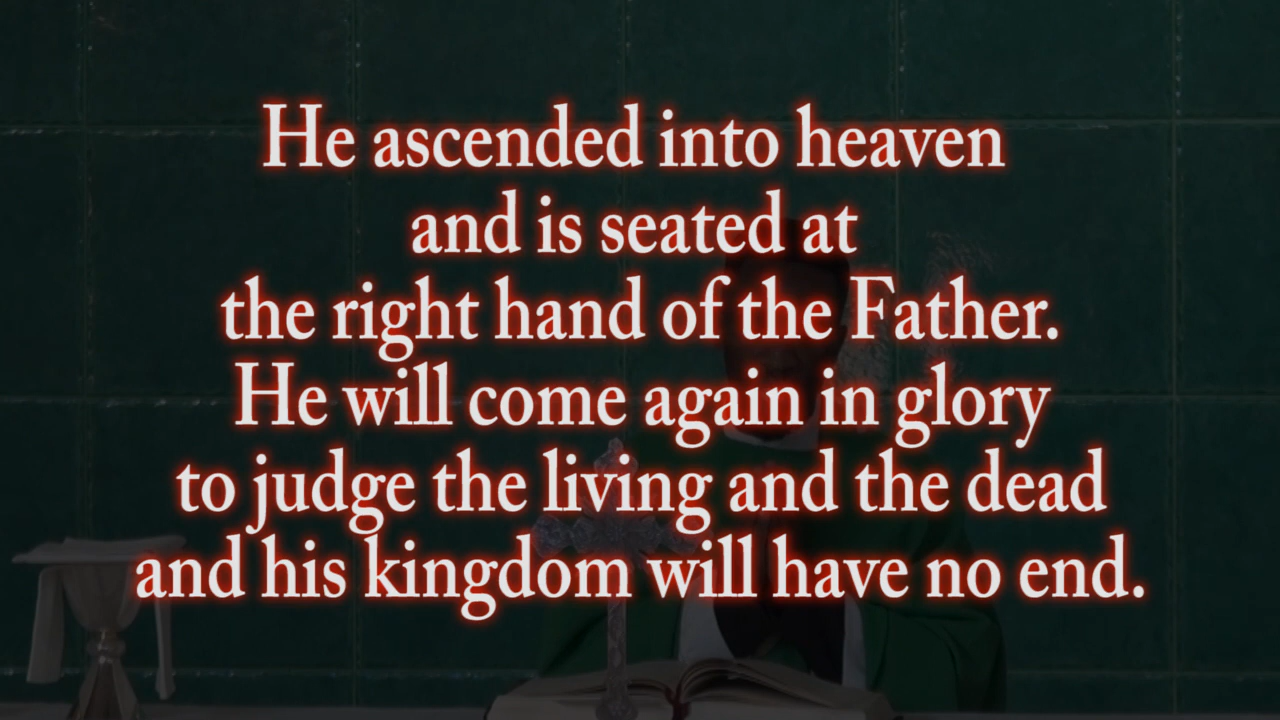 He ascended into heaven
and is seated at
the right hand of the Father.
He will come again in glory
to judge the living and the dead
and his kingdom will have no end.